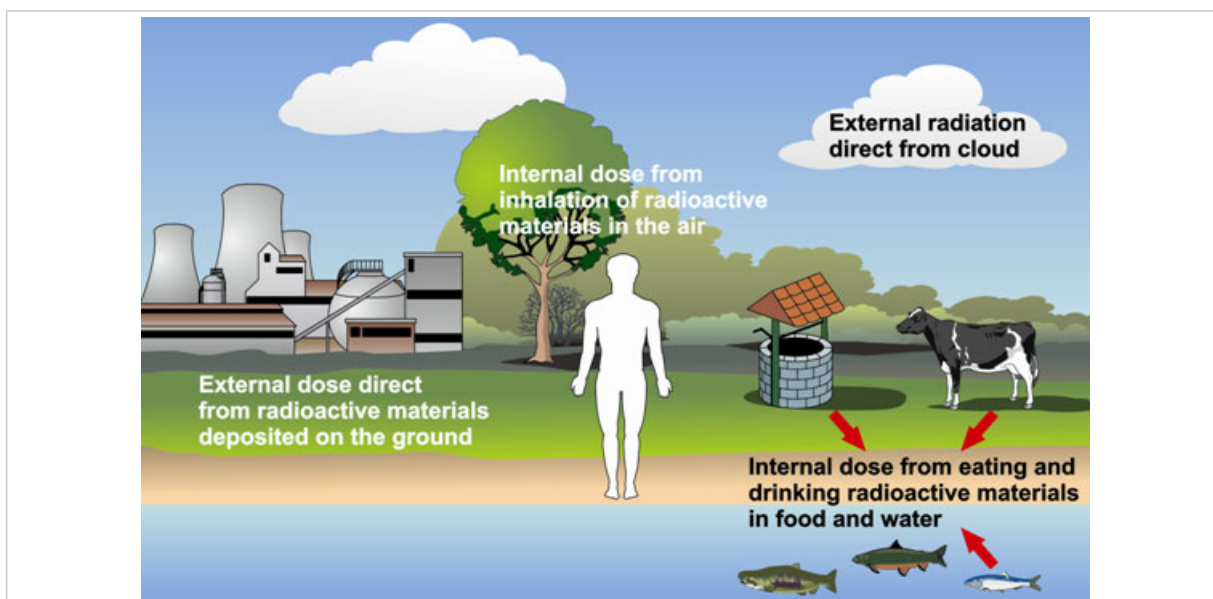 External radiation
direct from cloud
Internal dose from
inhalation of radioactive
materials in the air
External dose direct
from radioactive materials
deposited on the ground
Internal dose from eating and
drinking radioactive materials
in food and water